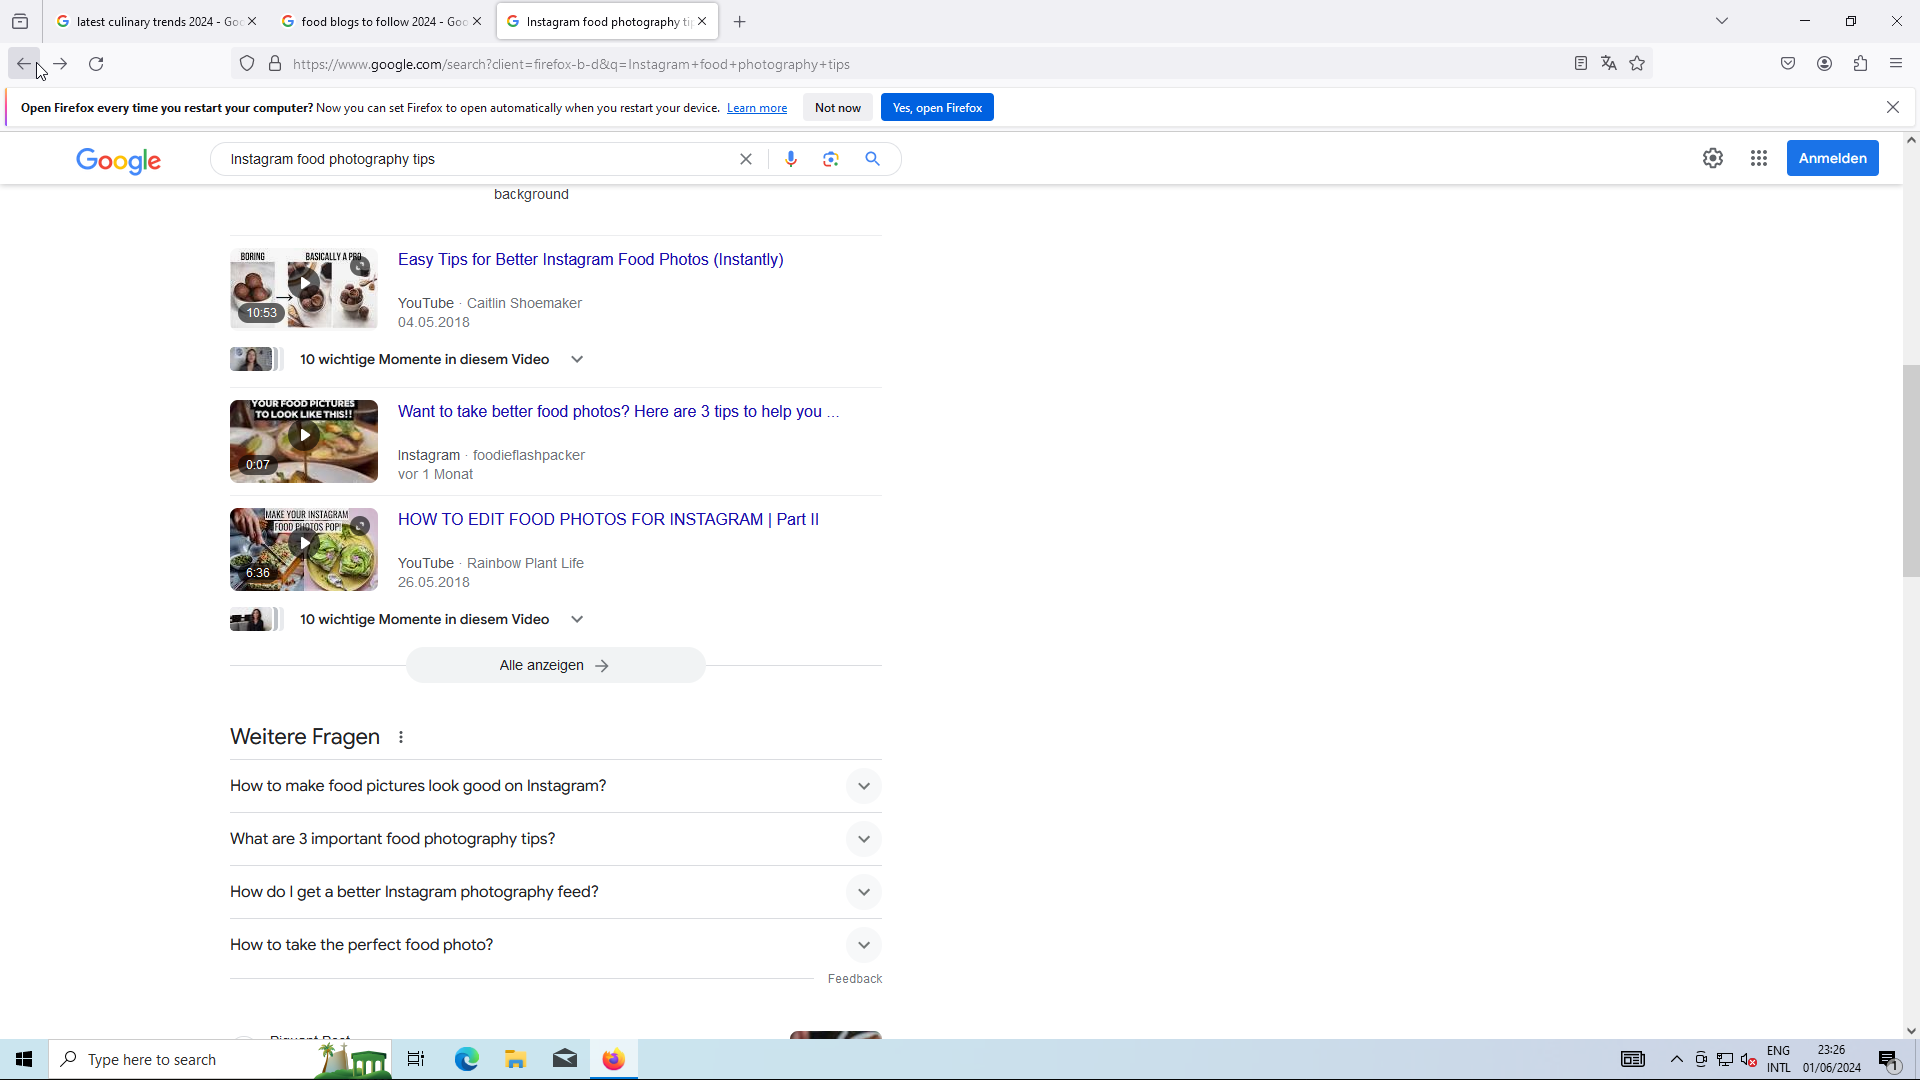 latest culinary trends 2024 - Goo
food blogs to follow 2024 - Goo
Instagram food photography tip
https://www.google.com/search?client=firefox-b-d&q=Instagram+food+photography+tips
Open Firefox every time you restart your computer? Now you can set Firefox to open automatically when you restart your device. Learn more
Not now
Yes, open Firefox
Google
Instagram food photography tips
Anmelden
background
BORING
BASICALLY A PRO
10:53
Easy Tips for Better Instagram Food Photos (Instantly)
YouTube · Caitlin Shoemaker
04.05.2018
10 wichtige Momente in diesem Video
YOUR FOOD PICTURES
TO LOOK LIKE THIS!!
0:07
Want to take better food photos? Here are 3 tips to help you ...
Instagram · foodieflashpacker
vor 1 Monat
MAKE YOUR INSTAGRAM
FOOD PHOTOS POP!
6:36
HOW TO EDIT FOOD PHOTOS FOR INSTAGRAM | Part II
YouTube · Rainbow Plant Life
26.05.2018
10 wichtige Momente in diesem Video
Alle anzeigen
Weitere Fragen
How to make food pictures look good on Instagram?
What are 3 important food photography tips?
How do I get a better Instagram photography feed?
How to take the perfect food photo?
Feedback
Type here to search
ENG
INTL
23:26
01/06/2024
1